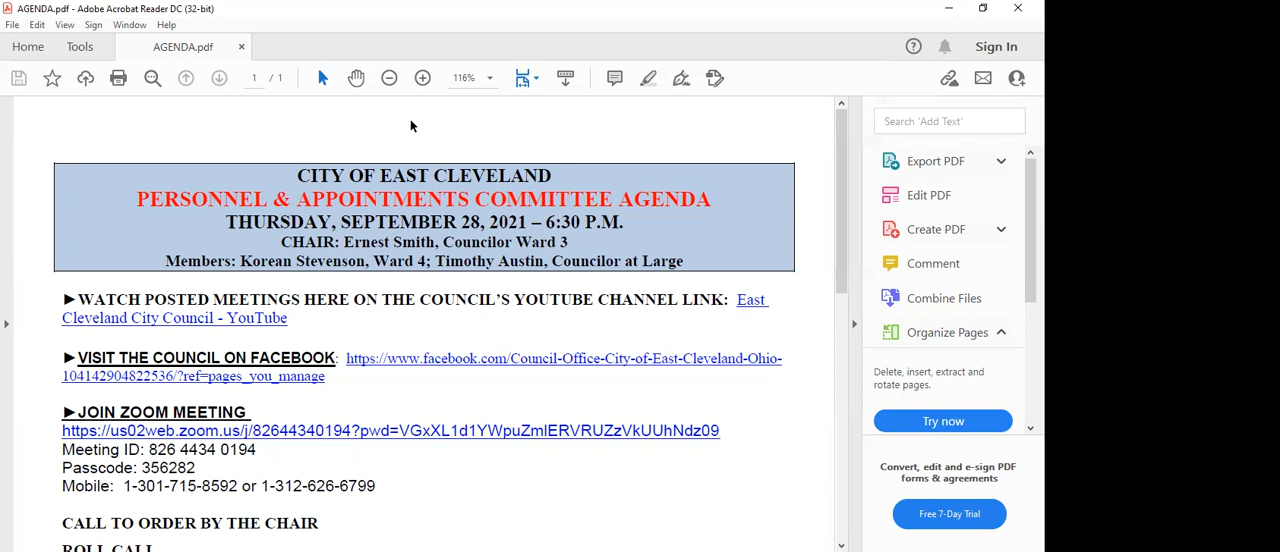 AGENDA.pdf - Adobe Acrobat Reader DC (32-bit)
File Edit View Sign Window Help
Home Tools AGENDA.pdf × Sign In
1 / 1 116%
CITY OF EAST CLEVELAND
PERSONNEL & APPOINTMENTS COMMITTEE AGENDA
THURSDAY, SEPTEMBER 28, 2021 – 6:30 P.M.
CHAIR: Ernest Smith, Councilor Ward 3
Members: Korean Stevenson, Ward 4; Timothy Austin, Councilor at Large
►WATCH POSTED MEETINGS HERE ON THE COUNCIL'S YOUTUBE CHANNEL LINK: East
Cleveland City Council - YouTube
►VISIT THE COUNCIL ON FACEBOOK: https://www.facebook.com/Council-Office-City-of-East-Cleveland-Ohio-
104142904822536/?ref=pages_you_manage
►JOIN ZOOM MEETING
https://us02web.zoom.us/j/82644340194?pwd=VGxXL1d1YWpuZmlERVRUZzVkUUhNdz09
Meeting ID: 826 4434 0194
Passcode: 356282
Mobile: 1-301-715-8592 or 1-312-626-6799
CALL TO ORDER BY THE CHAIR
ROLL CALL
Search 'Add Text'
Export PDF
Edit PDF
Create PDF
Comment
Combine Files
Organize Pages
Delete, insert, extract and
rotate pages.
Try now
Convert, edit and e-sign PDF
forms & agreements
Free 7-Day Trial